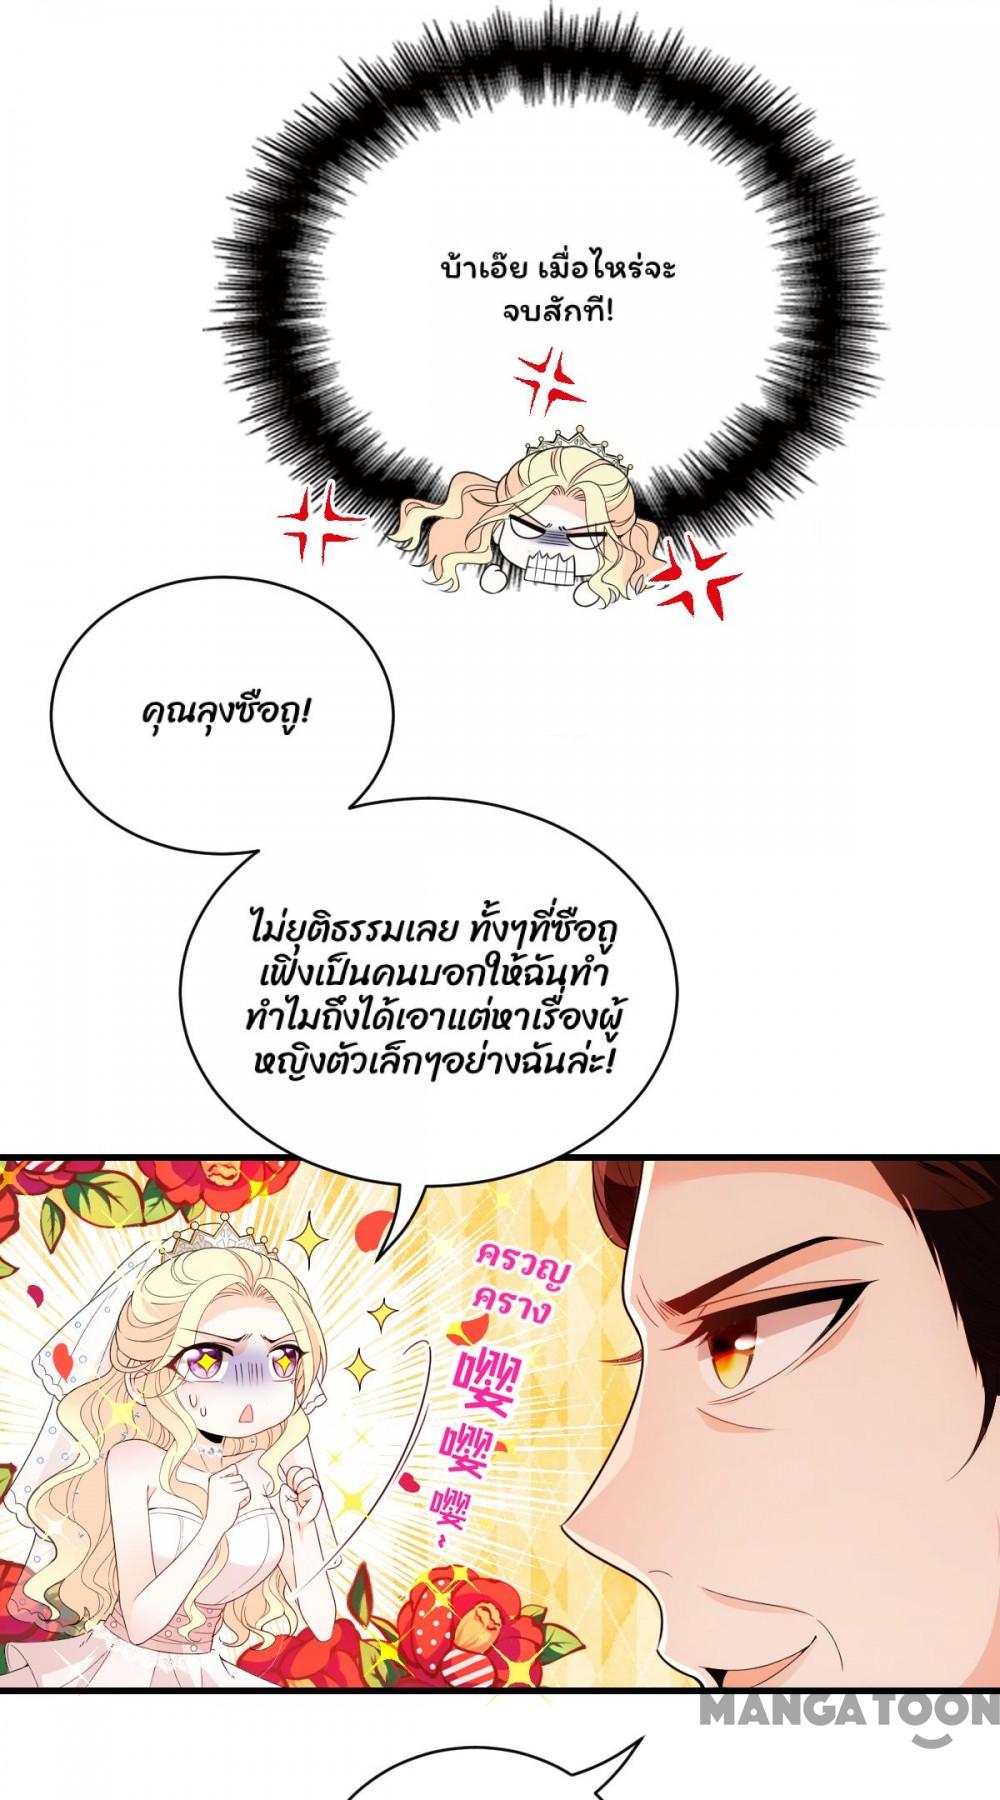 บ้าเอ๊ย เมื่อไหร่จะ
จบสักที!
คุณลุงซือถู!
ไม่ยุติธรรมเลย ทั้งๆที่ซือถู
เฟิงเป็นคนบอกให้ฉันทำ
ทำไมถึงได้เอาแต่หาเรื่องผู้
หญิงตัวเล็กๆอย่างฉันล่ะ!
ครวญ
คราง
嘤
嘤
嘤~
MANGATOON